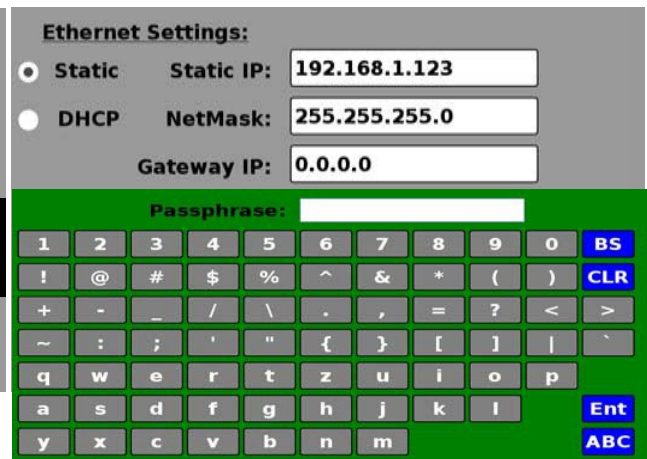 Ethernet Settings:
Static Static IP: 192.168.1.123
DHCP NetMask: 255.255.255.0
Gateway IP: 0.0.0.0
Passphrase:
1 2 3 4 5 6 7 8 9 0 BS
! @ # $ % ^ & * ( ) CLR
+ - _ / \ . , = ? < >
~ : ; ' " { } [ ] | `
q w e r t z u i o p
a s d f g h j k l Ent
y x c v b n m ABC